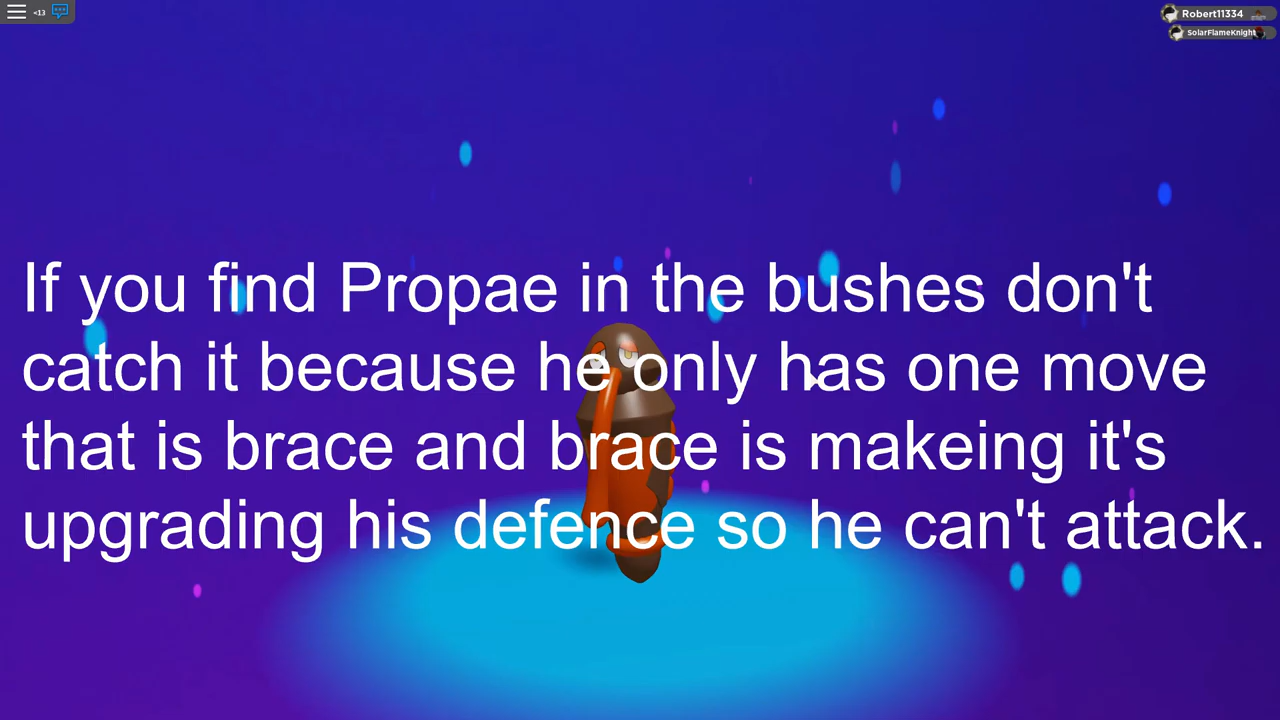 <13
Robert11334
SolarFlameKnight
If you find Propae in the bushes don't
catch it because he only has one move
that is brace and brace is makeing it's
upgrading his defence so he can't attack.